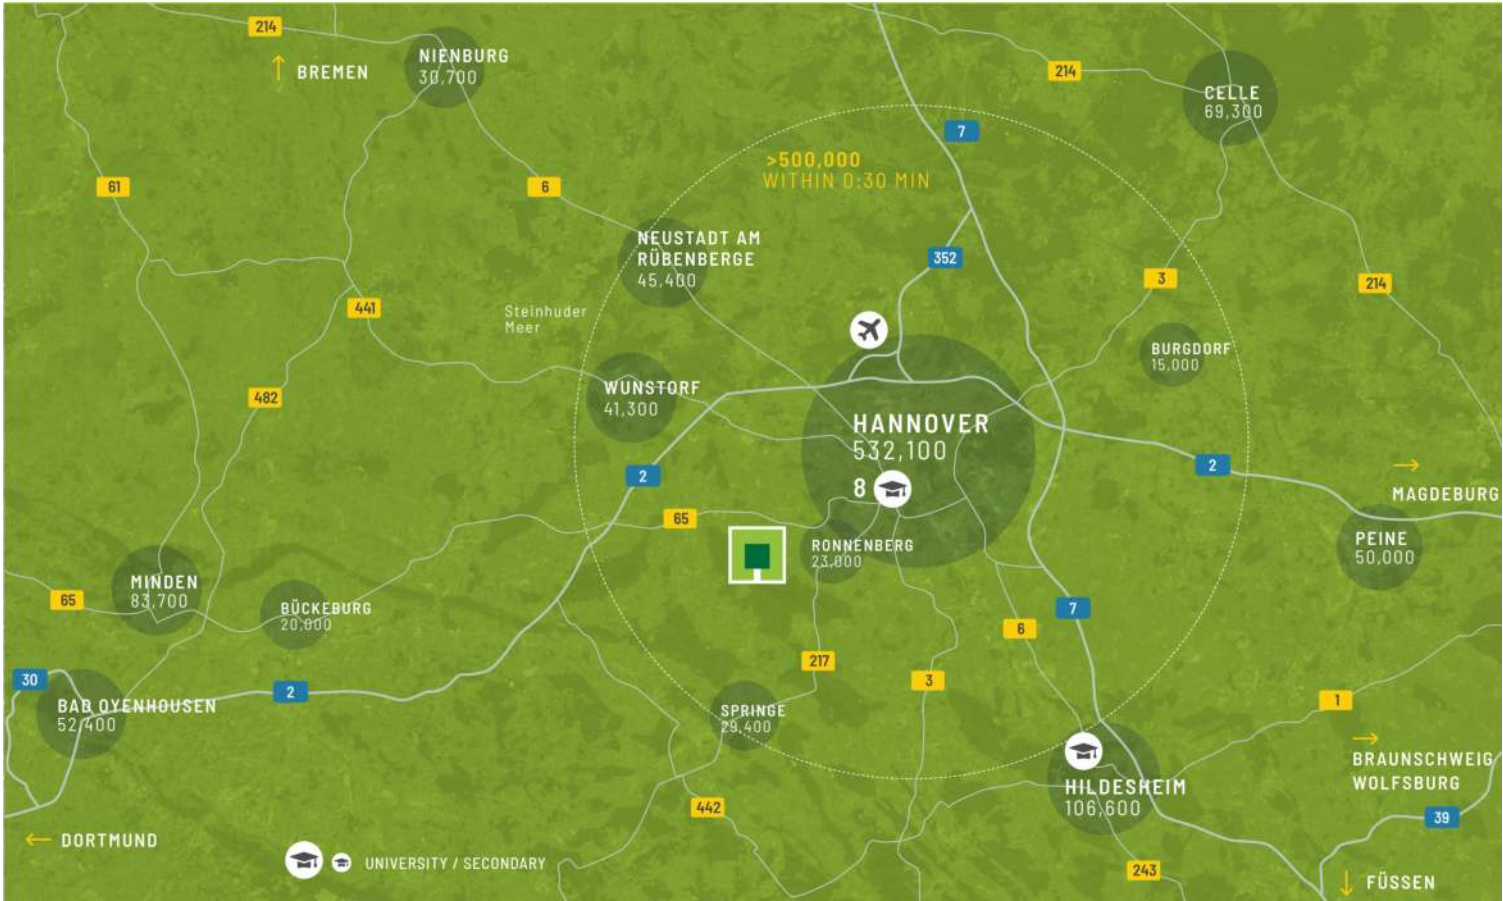 214
NIENBURG
30,700
BREMEN
214
CELLE
69,300
7
>500,000
WITHIN 0:30 MIN
61
6
NEUSTADT AM
RÜBENBERGE
45,400
352
3
214
441
Steinhuder
Meer
BURGDORF
15,000
WUNSTORF
41,300
482
HANNOVER
532,100
8
2
2
MAGDEBURG
65
RONNENBERG
23,000
PEINE
50,000
MINDEN
83,700
65
BÜCKEBURG
20,000
7
6
217
3
30
2
BAD OYENHOUSEN
52,400
SPRINGE
29,400
1
BRAUNSCHWEIG
WOLFSBURG
HILDESHEIM
106,600
442
39
DORTMUND
UNIVERSITY / SECONDARY
243
FÜSSEN